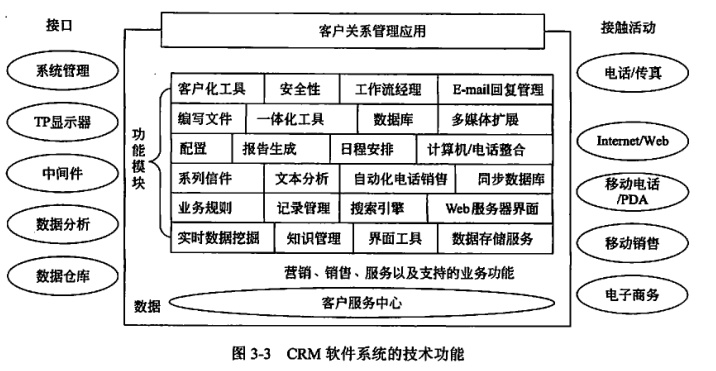 接口
客户关系管理应用
接触活动
系统管理
TP显示器
中间件
数据分析
数据仓库
功能模块
客户化工具 安全性 工作流经理 E-mail回复管理
编写文件 一体化工具 数据库 多媒体扩展
配置 报告生成 日程安排 计算机/电话整合
系列信件 文本分析 自动化电话销售 同步数据库
业务规则 记录管理 搜索引擎 Web服务器界面
实时数据挖掘 知识管理 界面工具 数据存储服务
营销、销售、服务以及支持的业务功能
数据
客户服务中心
电话/传真
Internet/Web
移动电话
/PDA
移动销售
电子商务
图 3-3 CRM 软件系统的技术功能